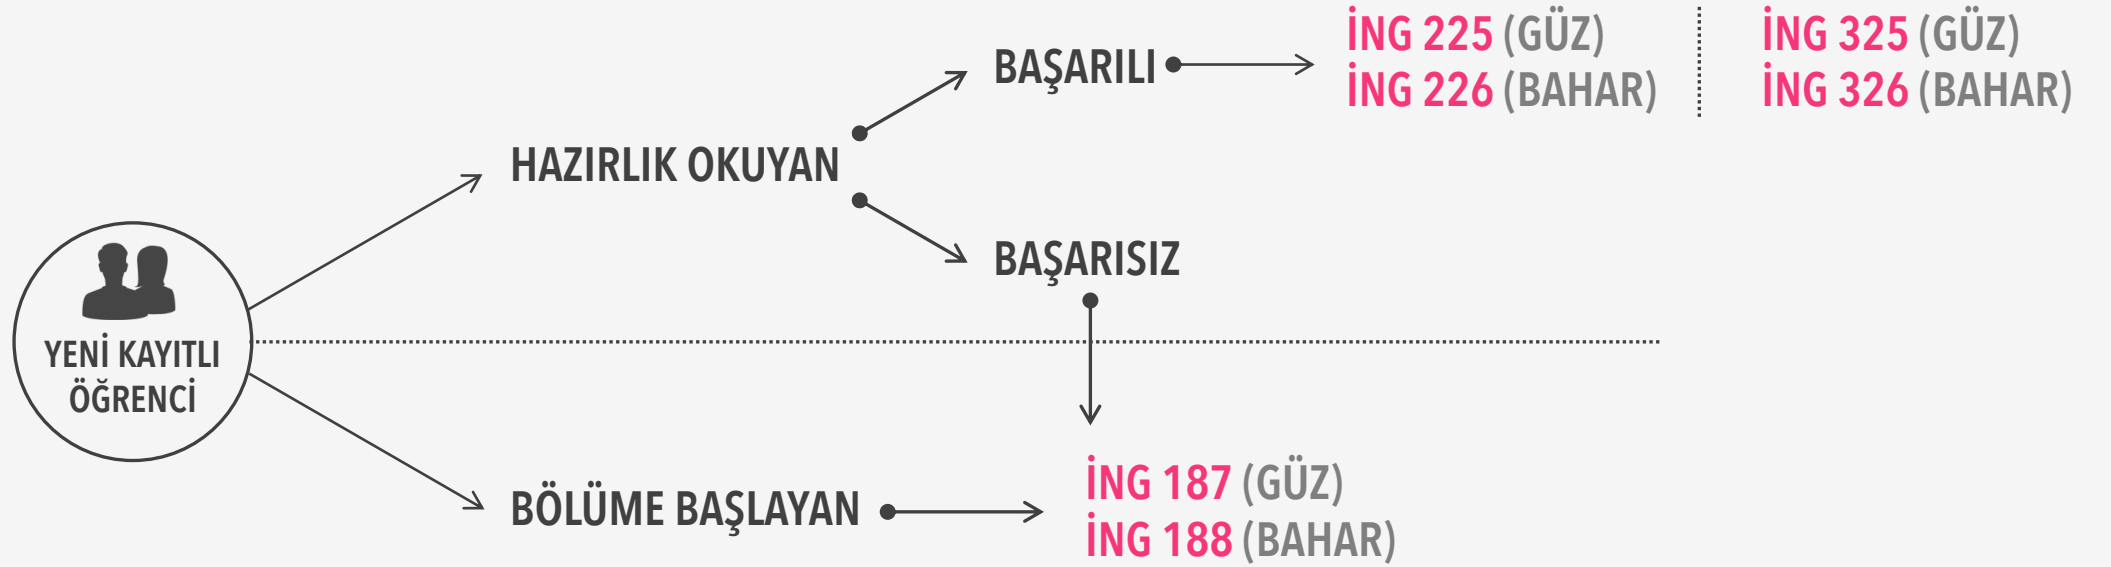 YENİ KAYITLI
ÖĞRENCİ
HAZIRLIK OKUYAN
BAŞARILI
İNG 225 (GÜZ)
İNG 226 (BAHAR)
İNG 325 (GÜZ)
İNG 326 (BAHAR)
BAŞARISIZ
BÖLÜME BAŞLAYAN
İNG 187 (GÜZ)
İNG 188 (BAHAR)